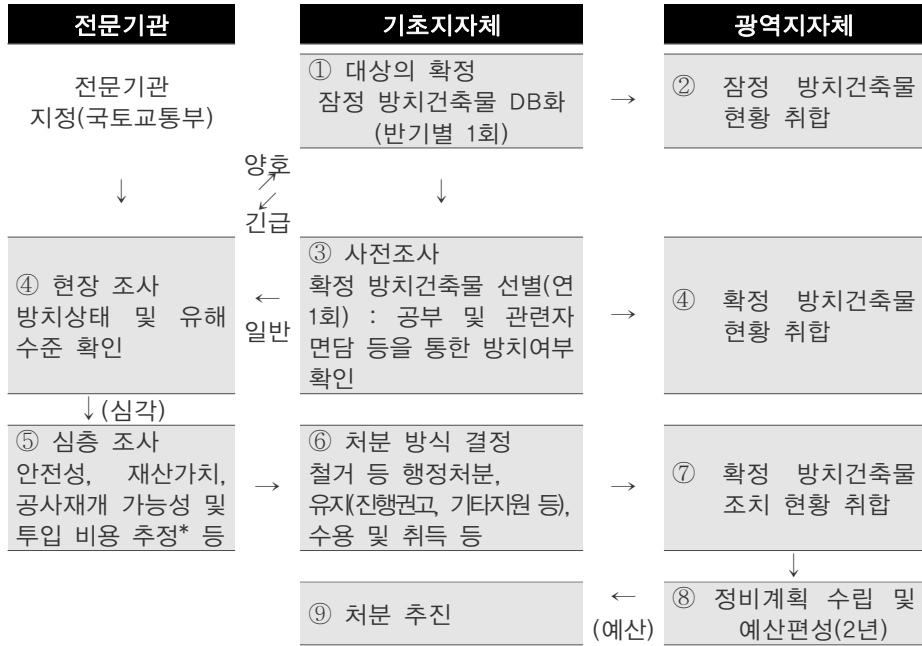 전문기관
기초지자체
광역지자체
전문기관
지정(국토교통부)
① 대상의 확정
잠정 방치건축물 DB화
(반기별 1회)
→
② 잠정 방치건축물
현황 취합
↓
양호
↗
↙
긴급
↓
④ 현장 조사
방치상태 및 유해
수준 확인
←
일반
③ 사전조사
확정 방치건축물 선별(연
1회) : 공부 및 관련자
면담 등을 통한 방치여부
확인
→
④ 확정 방치건축물
현황 취합
↓(심각)
⑤ 심층 조사
안전성, 재산가치,
공사재개 가능성 및
투입 비용 추정* 등
→
⑥ 처분 방식 결정
철거 등 행정처분,
유지(진행권고, 기타지원 등),
수용 및 취득 등
→
⑦ 확정 방치건축물
조치 현황 취합
↓
⑨ 처분 추진
←
(예산)
⑧ 정비계획 수립 및
예산편성(2년)